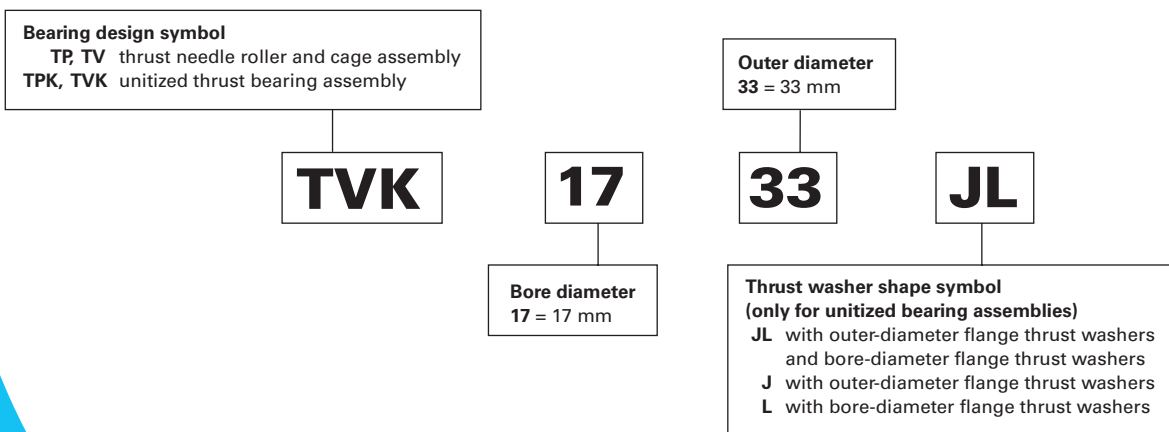 Bearing design symbol
TP, TV thrust needle roller and cage assembly
TPK, TVK unitized thrust bearing assembly
Outer diameter
33 = 33 mm
TVK 17 33 JL
Bore diameter
17 = 17 mm
Thrust washer shape symbol
(only for unitized bearing assemblies)
JL with outer-diameter flange thrust washers
and bore-diameter flange thrust washers
J with outer-diameter flange thrust washers
L with bore-diameter flange thrust washers